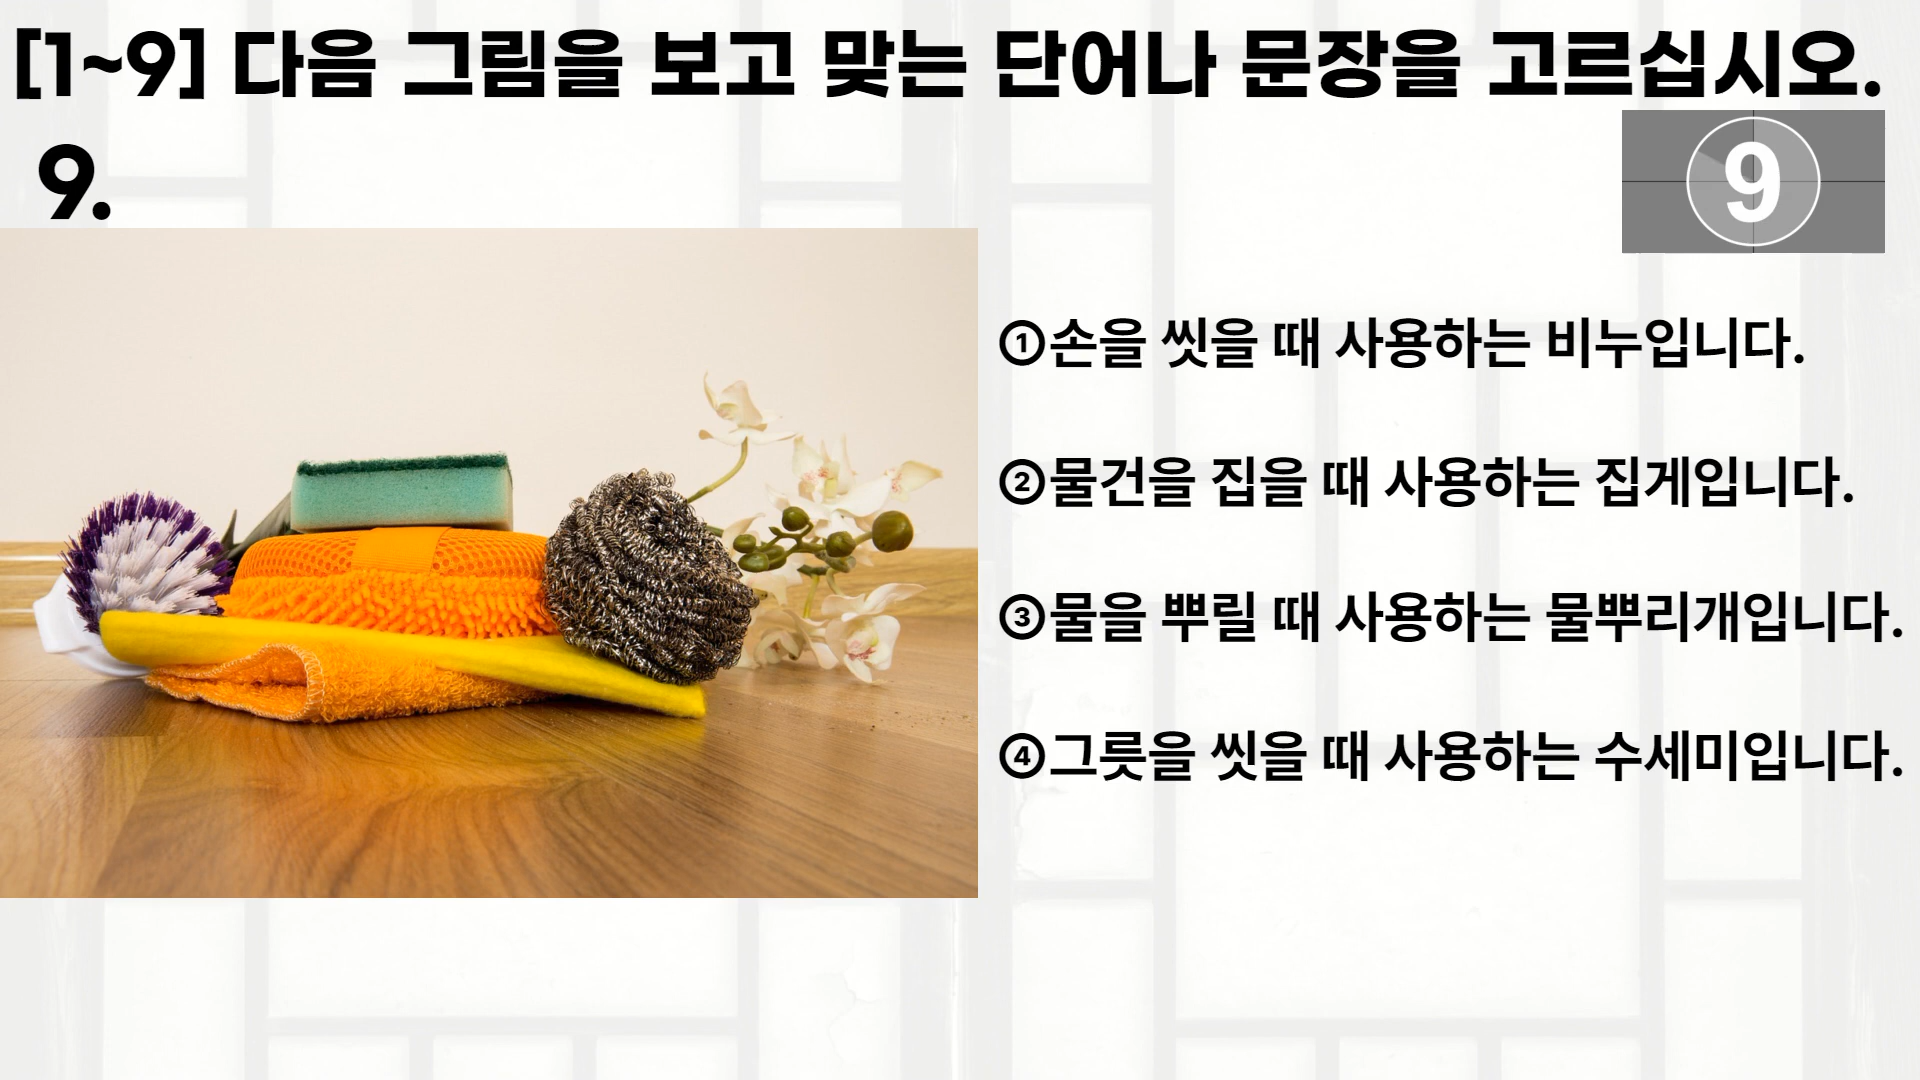 [1~9] 다음 그림을 보고 맞는 단어나 문장을 고르십시오.
9.
9
①손을 씻을 때 사용하는 비누입니다.
②물건을 집을 때 사용하는 집게입니다.
③물을 뿌릴 때 사용하는 물뿌리개입니다.
④그릇을 씻을 때 사용하는 수세미입니다.